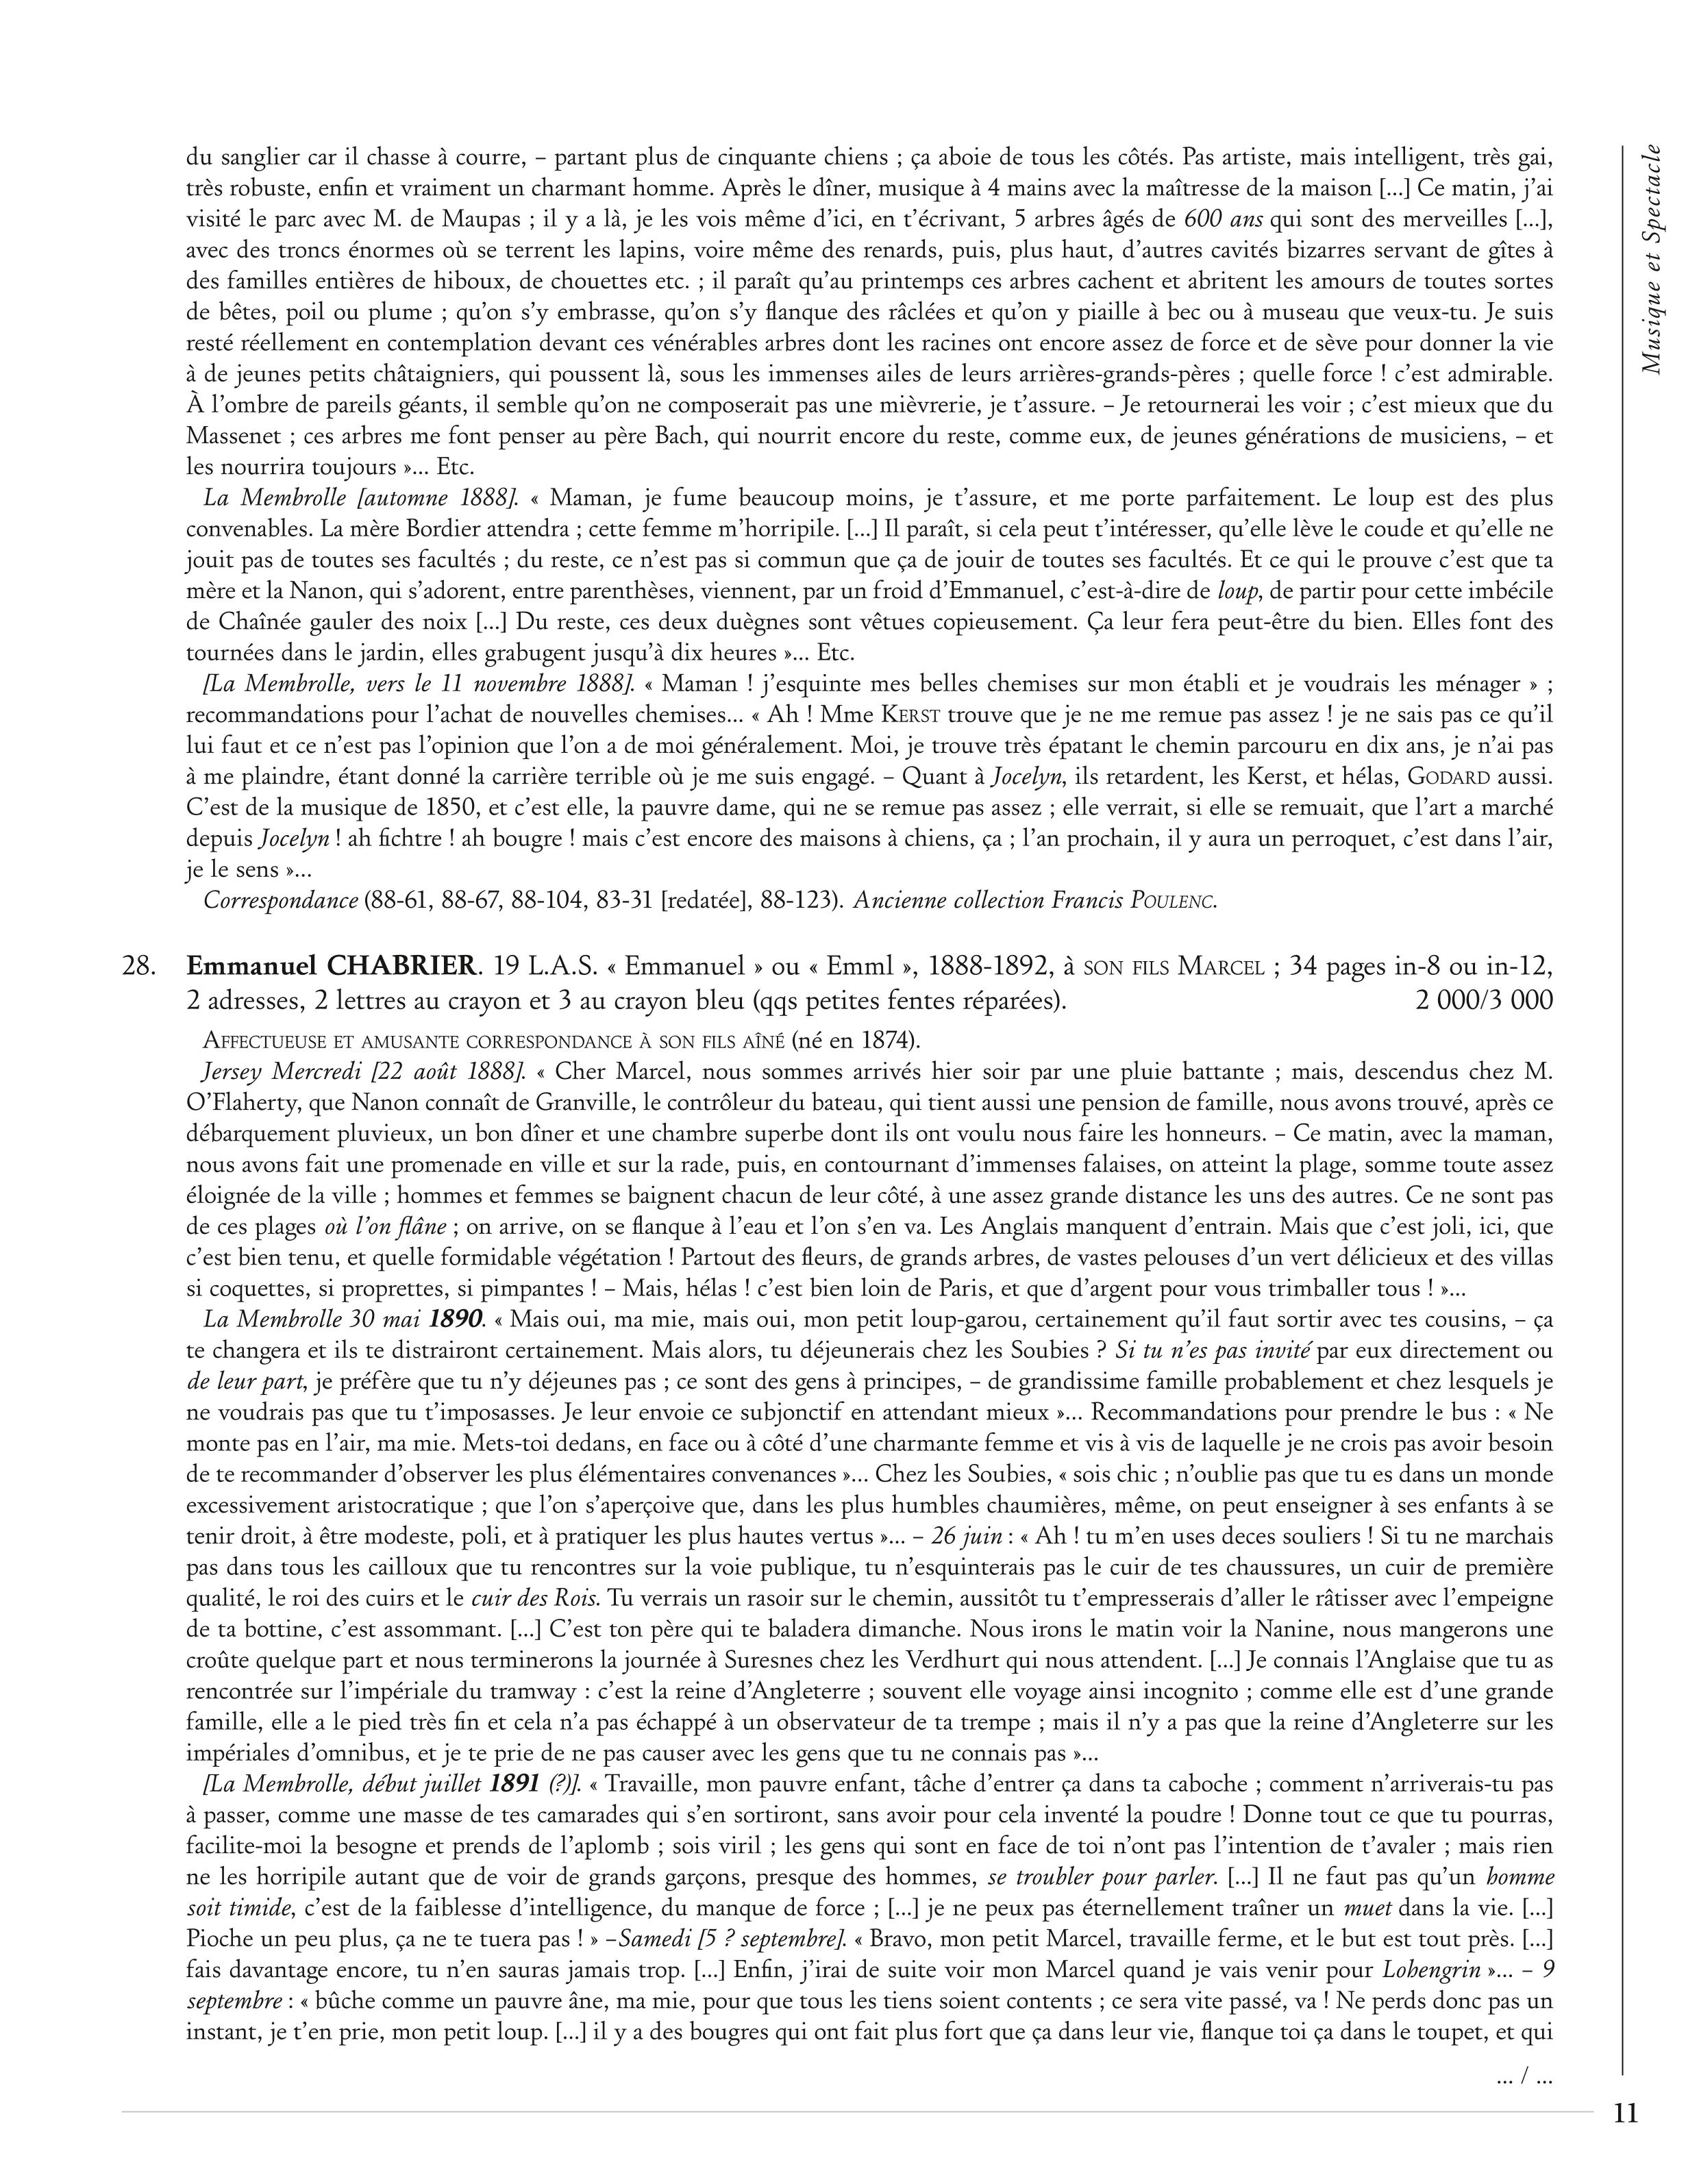 du sanglier car il chasse à courre, – partant plus de cinquante chiens ; ça aboie de tous les côtés. Pas artiste, mais intelligent, très gai,
très robuste, enfin et vraiment un charmant homme. Après le dîner, musique à 4 mains avec la maîtresse de la maison [...] Ce matin, j’ai
visité le parc avec M. de Maupas ; il y a là, je les vois même d’ici, en t’écrivant, 5 arbres âgés de 600 ans qui sont des merveilles [...],
avec des troncs énormes où se terrent les lapins, voire même des renards, puis, plus haut, d’autres cavités bizarres servant de gîtes à
des familles entières de hiboux, de chouettes etc. ; il paraît qu’au printemps ces arbres cachent et abritent les amours de toutes sortes
de bêtes, poil ou plume ; qu’on s’y embrasse, qu’on s’y flanque des râclées et qu’on y piaille à bec ou à museau que veux-tu. Je suis
resté réellement en contemplation devant ces vénérables arbres dont les racines ont encore assez de force et de sève pour donner la vie
à de jeunes petits châtaigniers, qui poussent là, sous les immenses ailes de leurs arrières-grands-pères ; quelle force ! c’est admirable.
À l’ombre de pareils géants, il semble qu’on ne composerait pas une mièvrerie, je t’assure. – Je retournerai les voir ; c’est mieux que du
Massenet ; ces arbres me font penser au père Bach, qui nourrit encore du reste, comme eux, de jeunes générations de musiciens, – et
les nourrira toujours »... Etc.
La Membrolle [automne 1888]. « Maman, je fume beaucoup moins, je t’assure, et me porte parfaitement. Le loup est des plus
convenables. La mère Bordier attendra ; cette femme m’horripile. [...] Il paraît, si cela peut t’intéresser, qu’elle lève le coude et qu’elle ne
jouit pas de toutes ses facultés ; du reste, ce n’est pas si commun que ça de jouir de toutes ses facultés. Et ce qui le prouve c’est que ta
mère et la Nanon, qui s’adorent, entre parenthèses, viennent, par un froid d’Emmanuel, c’est-à-dire de loup, de partir pour cette imbécile
de Chaînée gauler des noix [...] Du reste, ces deux duègnes sont vêtues copieusement. Ça leur fera peut-être du bien. Elles font des
tournées dans le jardin, elles grabugent jusqu’à dix heures »... Etc.
[La Membrolle, vers le 11 novembre 1888]. « Maman ! j’esquinte mes belles chemises sur mon établi et je voudrais les ménager » ;
recommandations pour l’achat de nouvelles chemises... « Ah ! Mme KERST trouve que je ne me remue pas assez ! je ne sais pas ce qu’il
lui faut et ce n’est pas l’opinion que l’on a de moi généralement. Moi, je trouve très épatant le chemin parcouru en dix ans, je n’ai pas
à me plaindre, étant donné la carrière terrible où je me suis engagé. – Quant à Jocelyn, ils retardent, les Kerst, et hélas, GODARD aussi.
C’est de la musique de 1850, et c’est elle, la pauvre dame, qui ne se remue pas assez ; elle verrait, si elle se remuait, que l’art a marché
depuis Jocelyn ! ah fichtre ! ah bougre ! mais c’est encore des maisons à chiens, ça ; l’an prochain, il y aura un perroquet, c’est dans l’air,
je le sens »...
Correspondance (88-61, 88-67, 88-104, 83-31 [redatée], 88-123). Ancienne collection Francis POULENC.
28. Emmanuel CHABRIER. 19 L.A.S. « Emmanuel » ou « Emml », 1888-1892, à SON FILS MARCEL ; 34 pages in-8 ou in-12,
2 adresses, 2 lettres au crayon et 3 au crayon bleu (qqs petites fentes réparées). 2 000/3 000
AFFECTUEUSE ET AMUSANTE CORRESPONDANCE À SON FILS AÎNÉ (né en 1874).
Jersey Mercredi [22 août 1888]. « Cher Marcel, nous sommes arrivés hier soir par une pluie battante ; mais, descendus chez M.
O’Flaherty, que Nanon connaît de Granville, le contrôleur du bateau, qui tient aussi une pension de famille, nous avons trouvé, après ce
débarquement pluvieux, un bon dîner et une chambre superbe dont ils ont voulu nous faire les honneurs. – Ce matin, avec la maman,
nous avons fait une promenade en ville et sur la rade, puis, en contournant d’immenses falaises, on atteint la plage, somme toute assez
éloignée de la ville ; hommes et femmes se baignent chacun de leur côté, à une assez grande distance les uns des autres. Ce ne sont pas
de ces plages où l’on flâne ; on arrive, on se flanque à l’eau et l’on s’en va. Les Anglais manquent d’entrain. Mais que c’est joli, ici, que
c’est bien tenu, et quelle formidable végétation ! Partout des fleurs, de grands arbres, de vastes pelouses d’un vert délicieux et des villas
si coquettes, si proprettes, si pimpantes ! – Mais, hélas ! c’est bien loin de Paris, et que d’argent pour vous trimballer tous ! »...
La Membrolle 30 mai 1890. « Mais oui, ma mie, mais oui, mon petit loup-garou, certainement qu’il faut sortir avec tes cousins, – ça
te changera et ils te distrairont certainement. Mais alors, tu déjeunerais chez les Soubies ? Si tu n’es pas invité par eux directement ou
de leur part, je préfère que tu n’y déjeunes pas ; ce sont des gens à principes, – de grandissime famille probablement et chez lesquels je
ne voudrais pas que tu t’imposasses. Je leur envoie ce subjonctif en attendant mieux »... Recommandations pour prendre le bus : « Ne
monte pas en l’air, ma mie. Mets-toi dedans, en face ou à côté d’une charmante femme et vis à vis de laquelle je ne crois pas avoir besoin
de te recommander d’observer les plus élémentaires convenances »... Chez les Soubies, « sois chic ; n’oublie pas que tu es dans un monde
excessivement aristocratique ; que l’on s’aperçoive que, dans les plus humbles chaumières, même, on peut enseigner à ses enfants à se
tenir droit, à être modeste, poli, et à pratiquer les plus hautes vertus »... – 26 juin : « Ah ! tu m’en uses deces souliers ! Si tu ne marchais
pas dans tous les cailloux que tu rencontres sur la voie publique, tu n’esquinterais pas le cuir de tes chaussures, un cuir de première
qualité, le roi des cuirs et le cuir des Rois. Tu verrais un rasoir sur le chemin, aussitôt tu t’empresserais d’aller le râtisser avec l’empeigne
de ta bottine, c’est assommant. [...] C’est ton père qui te baladera dimanche. Nous irons le matin voir la Nanine, nous mangerons une
croûte quelque part et nous terminerons la journée à Suresnes chez les Verdhurt qui nous attendent. [...] Je connais l’Anglaise que tu as
rencontrée sur l’impériale du tramway : c’est la reine d’Angleterre ; souvent elle voyage ainsi incognito ; comme elle est d’une grande
famille, elle a le pied très fin et cela n’a pas échappé à un observateur de ta trempe ; mais il n’y a pas que la reine d’Angleterre sur les
impériales d’omnibus, et je te prie de ne pas causer avec les gens que tu ne connais pas »...
[La Membrolle, début juillet 1891 (?)]. « Travaille, mon pauvre enfant, tâche d’entrer ça dans ta caboche ; comment n’arriverais-tu pas
à passer, comme une masse de tes camarades qui s’en sortiront, sans avoir pour cela inventé la poudre ! Donne tout ce que tu pourras,
facilite-moi la besogne et prends de l’aplomb ; sois viril ; les gens qui sont en face de toi n’ont pas l’intention de t’avaler ; mais rien
ne les horripile autant que de voir de grands garçons, presque des hommes, se troubler pour parler. [...] Il ne faut pas qu’un homme
soit timide, c’est de la faiblesse d’intelligence, du manque de force ; [...] je ne peux pas éternellement traîner un muet dans la vie. [...]
Pioche un peu plus, ça ne te tuera pas ! » –Samedi [5 ? septembre]. « Bravo, mon petit Marcel, travaille ferme, et le but est tout près. [...]
fais davantage encore, tu n’en sauras jamais trop. [...] Enfin, j’irai de suite voir mon Marcel quand je vais venir pour Lohengrin »... – 9
septembre : « bûche comme un pauvre âne, ma mie, pour que tous les tiens soient contents ; ce sera vite passé, va ! Ne perds donc pas un
instant, je t’en prie, mon petit loup. [...] il y a des bougres qui ont fait plus fort que ça dans leur vie, flanque toi ça dans le toupet, et qui
... / ...
Musique et Spectacle
11